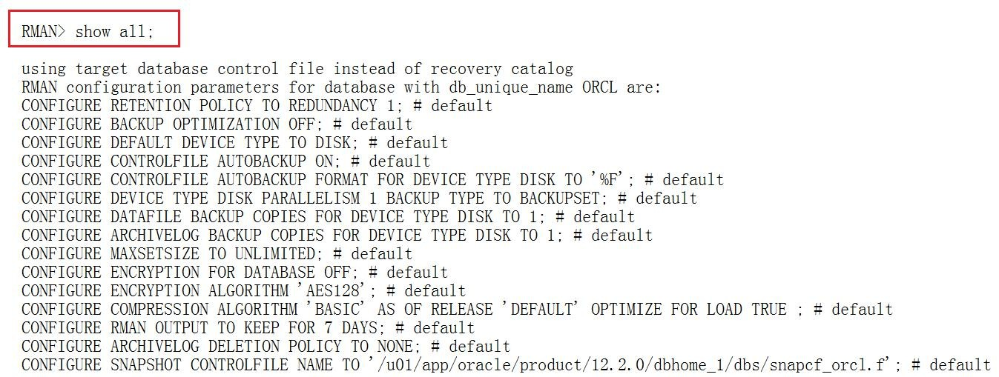 RMAN> show all;
using target database control file instead of recovery catalog
RMAN configuration parameters for database with db_unique_name ORCL are:
CONFIGURE RETENTION POLICY TO REDUNDANCY 1; # default
CONFIGURE BACKUP OPTIMIZATION OFF; # default
CONFIGURE DEFAULT DEVICE TYPE TO DISK; # default
CONFIGURE CONTROLFILE AUTOBACKUP ON; # default
CONFIGURE CONTROLFILE AUTOBACKUP FORMAT FOR DEVICE TYPE DISK TO '%F'; # default
CONFIGURE DEVICE TYPE DISK PARALLELISM 1 BACKUP TYPE TO BACKUPSET; # default
CONFIGURE DATAFILE BACKUP COPIES FOR DEVICE TYPE DISK TO 1; # default
CONFIGURE ARCHIVELOG BACKUP COPIES FOR DEVICE TYPE DISK TO 1; # default
CONFIGURE MAXSETSIZE TO UNLIMITED; # default
CONFIGURE ENCRYPTION FOR DATABASE OFF; # default
CONFIGURE ENCRYPTION ALGORITHM 'AES128'; # default
CONFIGURE COMPRESSION ALGORITHM 'BASIC' AS OF RELEASE 'DEFAULT' OPTIMIZE FOR LOAD TRUE ; # default
CONFIGURE RMAN OUTPUT TO KEEP FOR 7 DAYS; # default
CONFIGURE ARCHIVELOG DELETION POLICY TO NONE; # default
CONFIGURE SNAPSHOT CONTROLFILE NAME TO '/u01/app/oracle/product/12.2.0/dbhome_1/dbs/snapcf_orcl.f'; # default